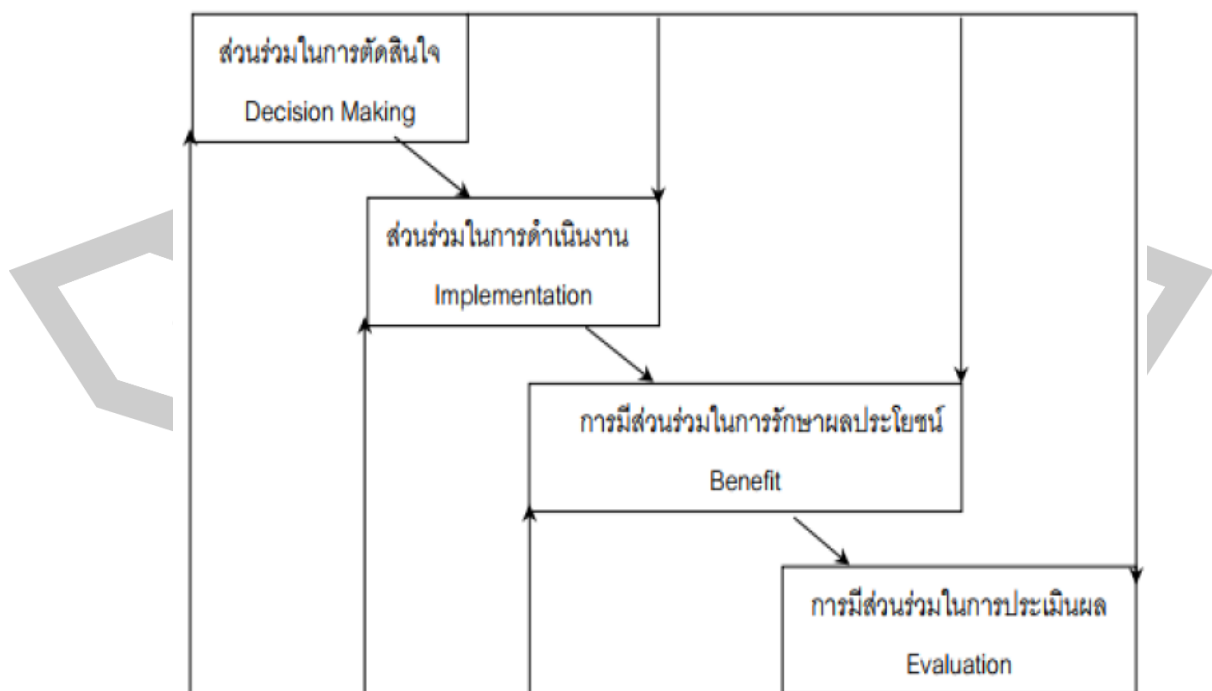 ส่วนร่วมในการตัดสินใจ
Decision Making
ส่วนร่วมในการดำเนินงาน
Implementation
การมีส่วนร่วมในการรักษาผลประโยชน์
Benefit
การมีส่วนร่วมในการประเมินผล
Evaluation